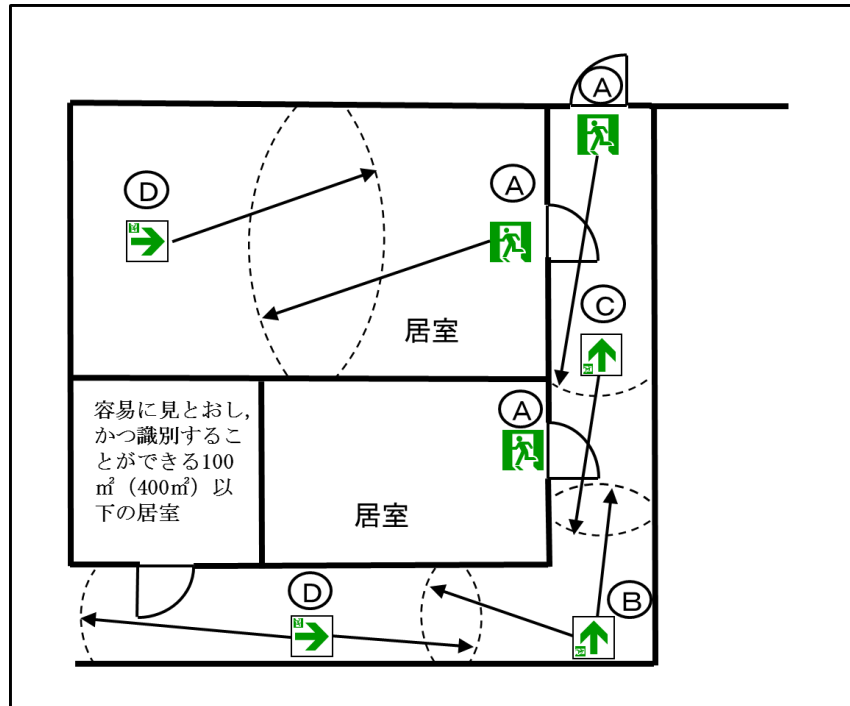 Ⓐ
Ⓓ
Ⓐ
Ⓒ
居室
容易に見とおし，
かつ識別するこ
とができる100
㎡（400㎡）以
下の居室
Ⓐ
居室
Ⓓ
Ⓑ